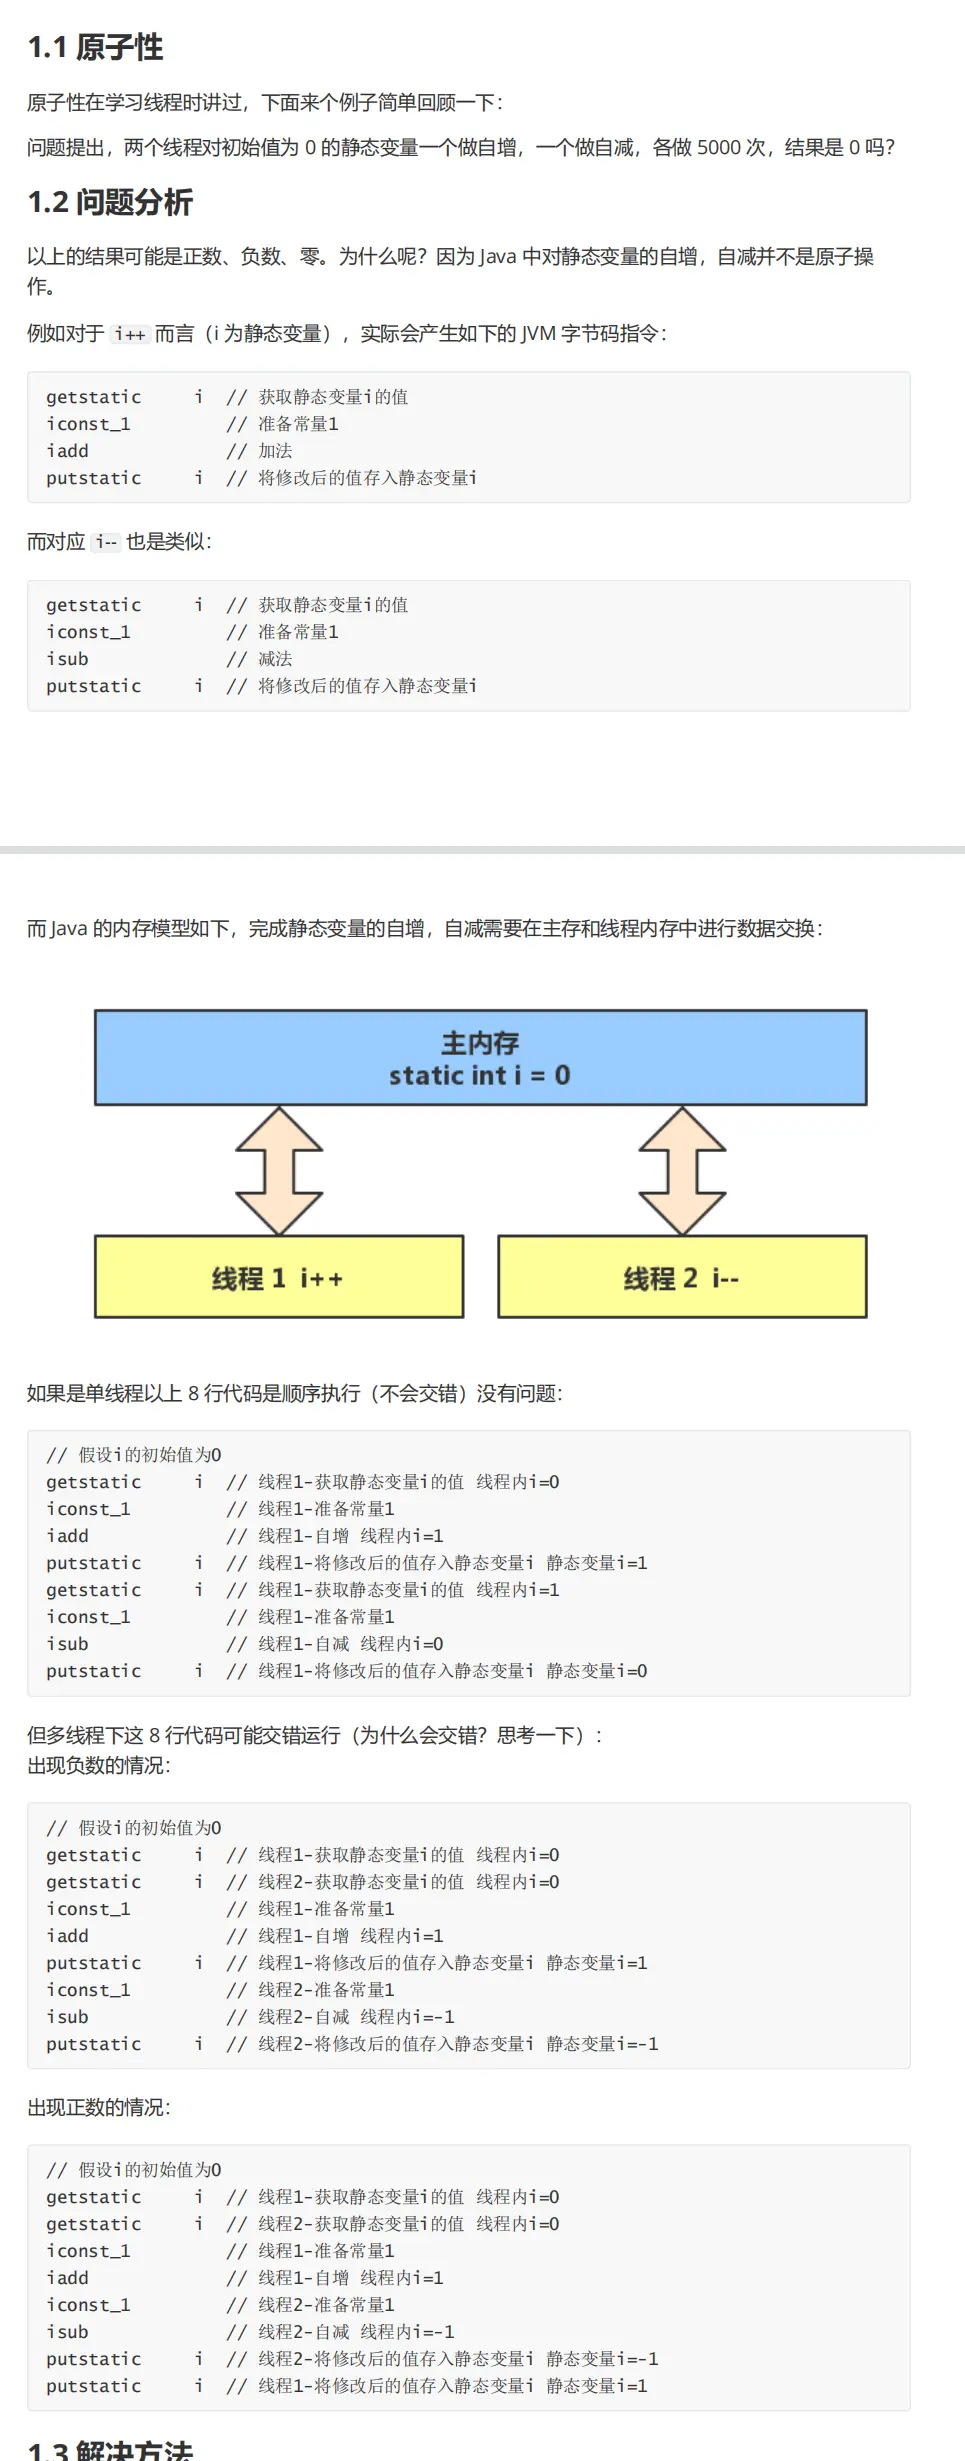 1.1 原子性
原子性在学习线程时讲过，下面来个例子简单回顾一下：
问题提出，两个线程对初始值为 0 的静态变量一个做自增，一个做自减，各做 5000 次，结果是 0 吗？
1.2 问题分析
以上的结果可能是正数、负数、零。为什么呢？因为 Java 中对静态变量的自增，自减并不是原子操
作。
例如对于 i++ 而言（i 为静态变量），实际会产生如下的 JVM 字节码指令：
getstatic     i  // 获取静态变量i的值
iconst_1         // 准备常量1
iadd             // 加法
putstatic     i  // 将修改后的值存入静态变量i
而对应 i-- 也是类似：
getstatic     i  // 获取静态变量i的值
iconst_1         // 准备常量1
isub             // 减法
putstatic     i  // 将修改后的值存入静态变量i
而 Java 的内存模型如下，完成静态变量的自增，自减需要在主存和线程内存中进行数据交换：
主内存
static int i = 0
线程 1  i++
线程 2  i--
如果是单线程以上 8 行代码是顺序执行（不会交错）没有问题：
// 假设i的初始值为0
getstatic     i  // 线程1-获取静态变量i的值 线程内i=0
iconst_1         // 线程1-准备常量1
iadd             // 线程1-自增 线程内i=1
putstatic     i  // 线程1-将修改后的值存入静态变量i 静态变量i=1
getstatic     i  // 线程1-获取静态变量i的值 线程内i=1
iconst_1         // 线程1-准备常量1
isub             // 线程1-自减 线程内i=0
putstatic     i  // 线程1-将修改后的值存入静态变量i 静态变量i=0
但多线程下这 8 行代码可能交错运行（为什么会交错？思考一下）：
出现负数的情况：
// 假设i的初始值为0
getstatic     i  // 线程1-获取静态变量i的值 线程内i=0
getstatic     i  // 线程2-获取静态变量i的值 线程内i=0
iconst_1         // 线程1-准备常量1
iadd             // 线程1-自增 线程内i=1
putstatic     i  // 线程1-将修改后的值存入静态变量i 静态变量i=1
iconst_1         // 线程2-准备常量1
isub             // 线程2-自减 线程内i=-1
putstatic     i  // 线程2-将修改后的值存入静态变量i 静态变量i=-1
出现正数的情况：
// 假设i的初始值为0
getstatic     i  // 线程1-获取静态变量i的值 线程内i=0
getstatic     i  // 线程2-获取静态变量i的值 线程内i=0
iconst_1         // 线程1-准备常量1
iadd             // 线程1-自增 线程内i=1
iconst_1         // 线程2-准备常量1
isub             // 线程2-自减 线程内i=-1
putstatic     i  // 线程2-将修改后的值存入静态变量i 静态变量i=-1
putstatic     i  // 线程1-将修改后的值存入静态变量i 静态变量i=1
1.3 解决方法